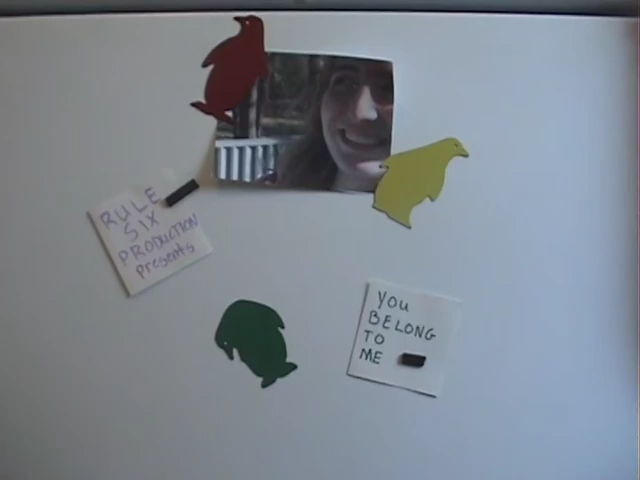 RULE
SIX
PRODUCTION
presents
YOU
BELONG
TO
ME